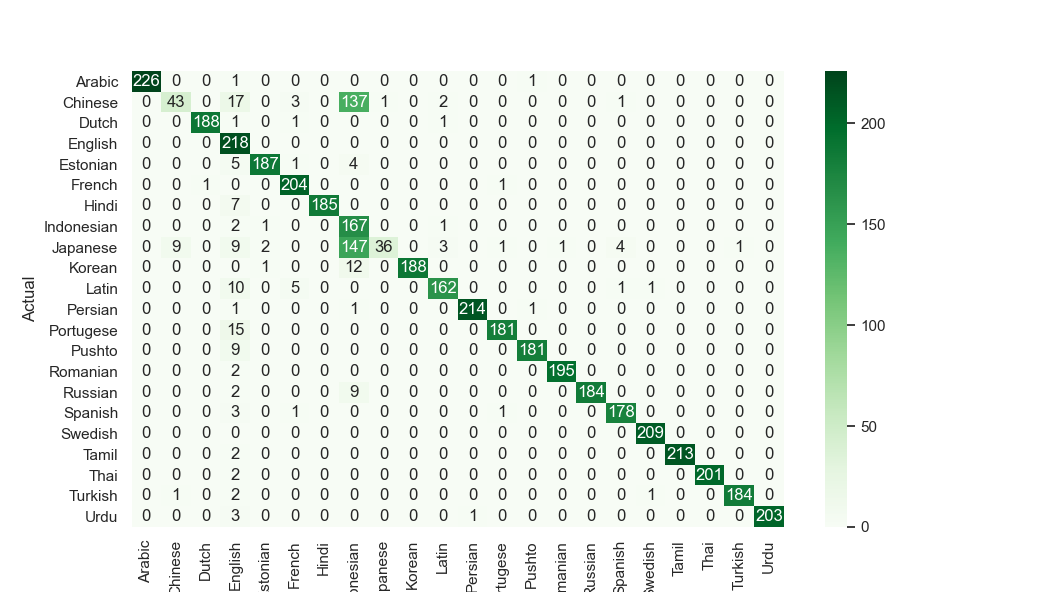 Arabic 226 0 0 1 0 0 0 0 0 0 0 0 0 1 0 0 0 0 0 0 0 0
Chinese 0 43 0 17 0 3 0 137 1 0 2 0 0 0 0 0 1 0 0 0 0 0
Dutch 0 0 188 1 0 1 0 0 0 0 1 0 0 0 0 0 0 0 0 0 0 0
English 0 0 0 218 0 0 0 0 0 0 0 0 0 0 0 0 0 0 0 0 0 0
Estonian 0 0 0 5 187 1 0 4 0 0 0 0 0 0 0 0 0 0 0 0 0 0
French 0 0 1 0 0 204 0 0 0 0 0 0 1 0 0 0 0 0 0 0 0 0
Hindi 0 0 0 7 0 0 185 0 0 0 0 0 0 0 0 0 0 0 0 0 0 0
Indonesian 0 0 0 2 1 0 0 167 0 0 1 0 0 0 0 0 0 0 0 0 0 0
Japanese 0 9 0 9 2 0 0 147 36 0 3 0 1 0 1 0 4 0 0 0 1 0
Korean 0 0 0 0 1 0 0 12 0 188 0 0 0 0 0 0 0 0 0 0 0 0
Latin 0 0 0 10 0 5 0 0 0 0 162 0 0 0 0 0 1 1 0 0 0 0
Persian 0 0 0 1 0 0 0 1 0 0 0 214 0 1 0 0 0 0 0 0 0 0
Portugese 0 0 0 15 0 0 0 0 0 0 0 0 181 0 0 0 0 0 0 0 0 0
Pushto 0 0 0 9 0 0 0 0 0 0 0 0 0 181 0 0 0 0 0 0 0 0
Romanian 0 0 0 2 0 0 0 0 0 0 0 0 0 0 195 0 0 0 0 0 0 0
Russian 0 0 0 2 0 0 0 9 0 0 0 0 0 0 0 184 0 0 0 0 0 0
Spanish 0 0 0 3 0 1 0 0 0 0 0 0 1 0 0 0 178 0 0 0 0 0
Swedish 0 0 0 0 0 0 0 0 0 0 0 0 0 0 0 0 0 209 0 0 0 0
Tamil 0 0 0 2 0 0 0 0 0 0 0 0 0 0 0 0 0 0 213 0 0 0
Thai 0 0 0 2 0 0 0 0 0 0 0 0 0 0 0 0 0 0 0 201 0 0
Turkish 0 1 0 2 0 0 0 0 0 0 0 0 0 0 0 0 0 1 0 0 184 0
Urdu 0 0 0 3 0 0 0 0 0 0 0 1 0 0 0 0 0 0 0 0 0 203
Actual
Arabic
Chinese
Dutch
English
stonian
French
Hindi
onesian
panese
Korean
Latin
Persian
rtugese
Pushto
manian
Russian
Spanish
Swedish
Tamil
Thai
Turkish
Urdu
200
150
100
50
0